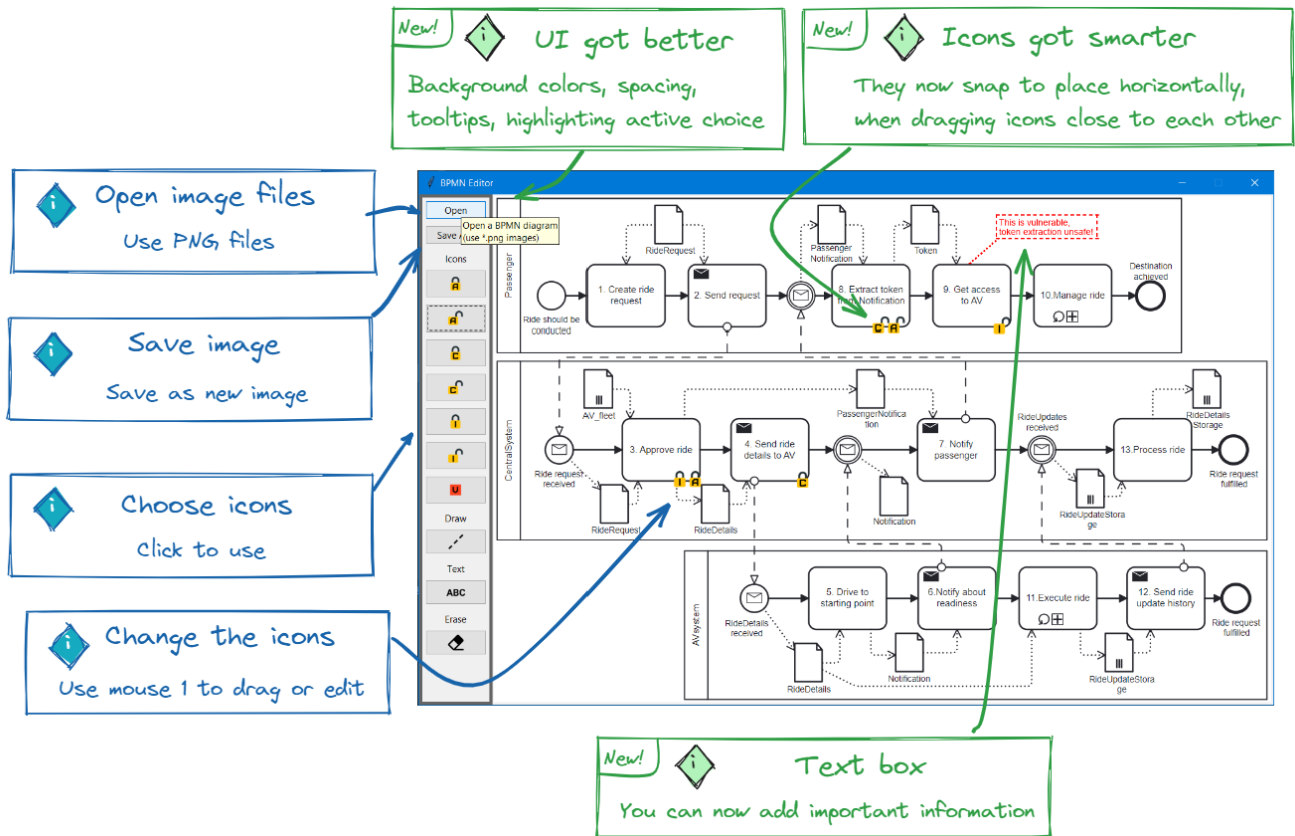 New!
i
UI got better
Background colors, spacing,
tooltips, highlighting active choice
New!
i
Icons got smarter
They now snap to place horizontally,
when dragging icons close to each other
i
Open image files
Use PNG files
i
Save image
Save as new image
i
Choose icons
Click to use
i
Change the icons
Use mouse 1 to drag or edit
BPMN Editor
Open
Open a BPMN diagram
(use *.png images)
Save
Icons
A
A
C
C
I
I
U
Draw
Text
ABC
Erase
Passenger
Ride should be
conducted
1. Create ride
request
RideRequest
2. Send request
Passenger
Notification
8. Extract token
from Notification
C A
Token
9. Get access
to AV
I
This is vulnerable,
token extraction unsafe!
10.Manage ride
Destination
achieved
CentralSystem
Ride request
received
AV_fleet
RideRequest
3. Approve ride
I A
RideDetails
4. Send ride
details to AV
C
PassengerNotifica
tion
Notification
7. Notify
passenger
RideUpdates
received
RideUpdateStora
ge
13.Process ride
RideDetails
Storage
Ride request
fulfilled
AVsystem
RideDetails
received
RideDetails
5. Drive to
starting point
Notification
6.Notify about
readiness
11.Execute ride
RideUpdateStora
ge
12. Send ride
update history
Ride request
fulfilled
New!
i
Text box
You can now add important information